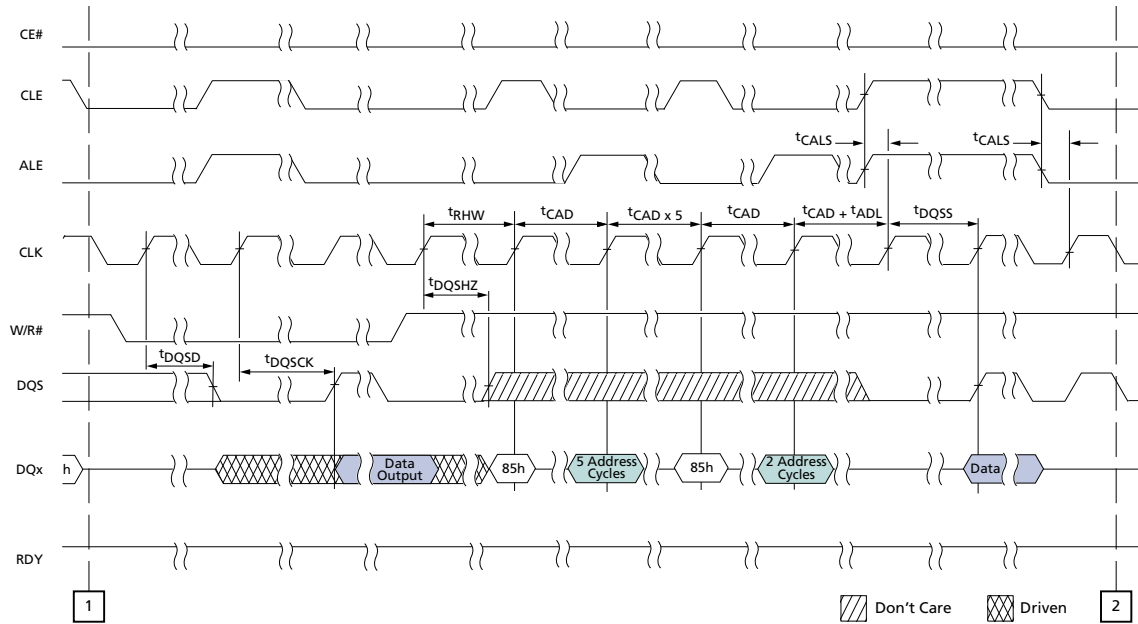 CE#
CLE
tCALS
tCALS
ALE
tRHW
tCAD
tCAD x 5
tCAD
tCAD + tADL
tDQSS
CLK
tDQSHZ
W/R#
tDQSD
tDQSCK
DQS
DQx
h
Data
Output
85h
5 Address
Cycles
85h
2 Address
Cycles
Data
RDY
1
Don't Care
Driven
2